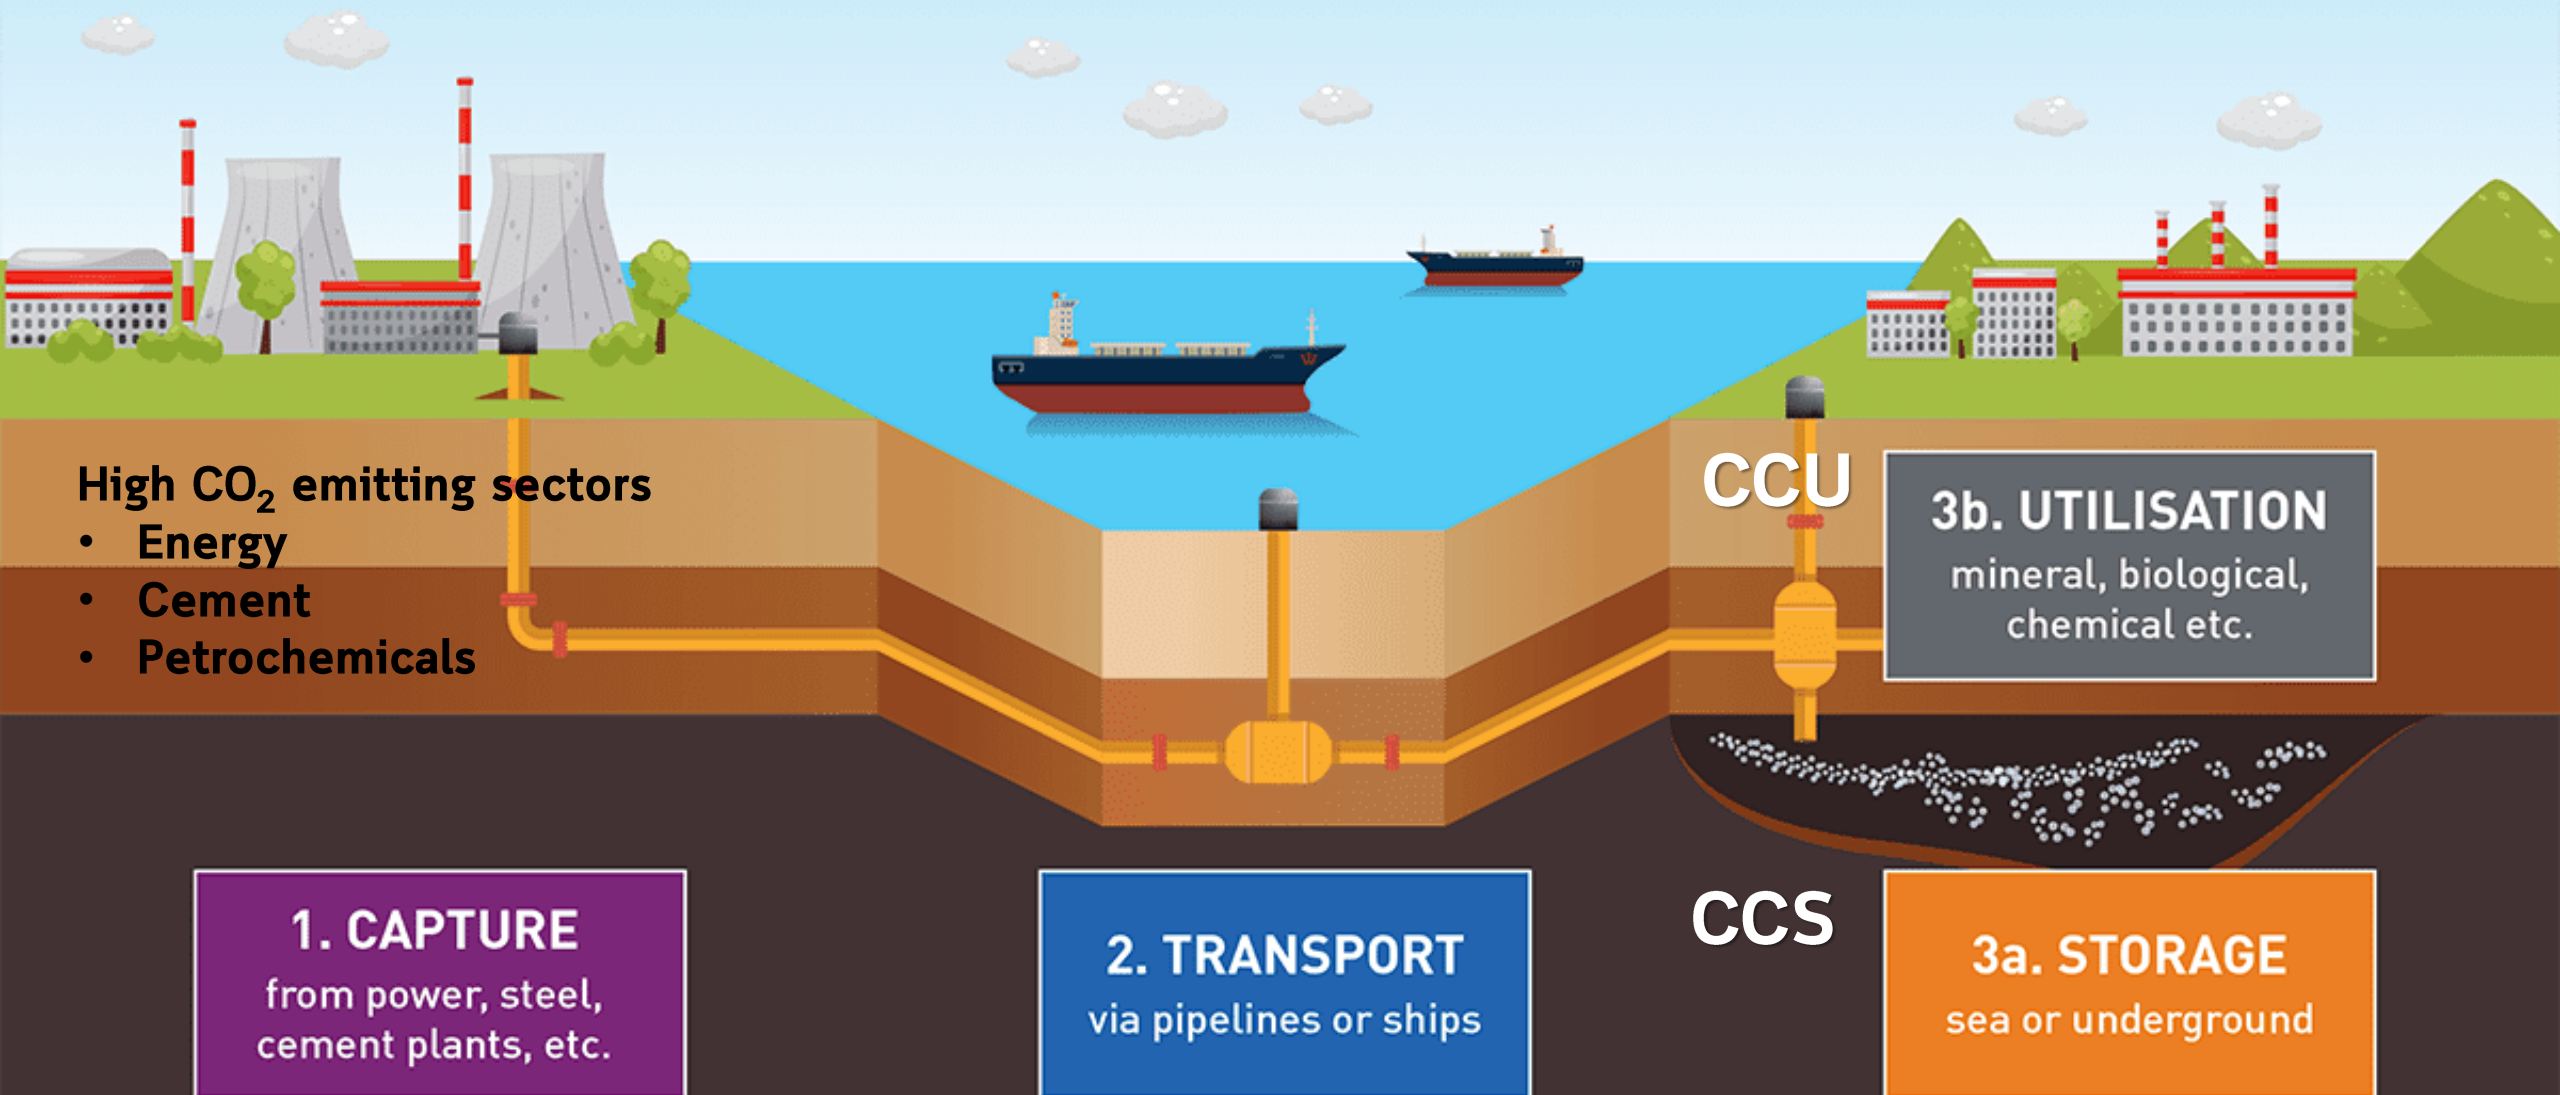 High CO₂ emitting sectors
• Energy
• Cement
• Petrochemicals
CCU
3b. UTILISATION
mineral, biological,
chemical etc.
1. CAPTURE
from power, steel,
cement plants, etc.
2. TRANSPORT
via pipelines or ships
CCS
3a. STORAGE
sea or underground